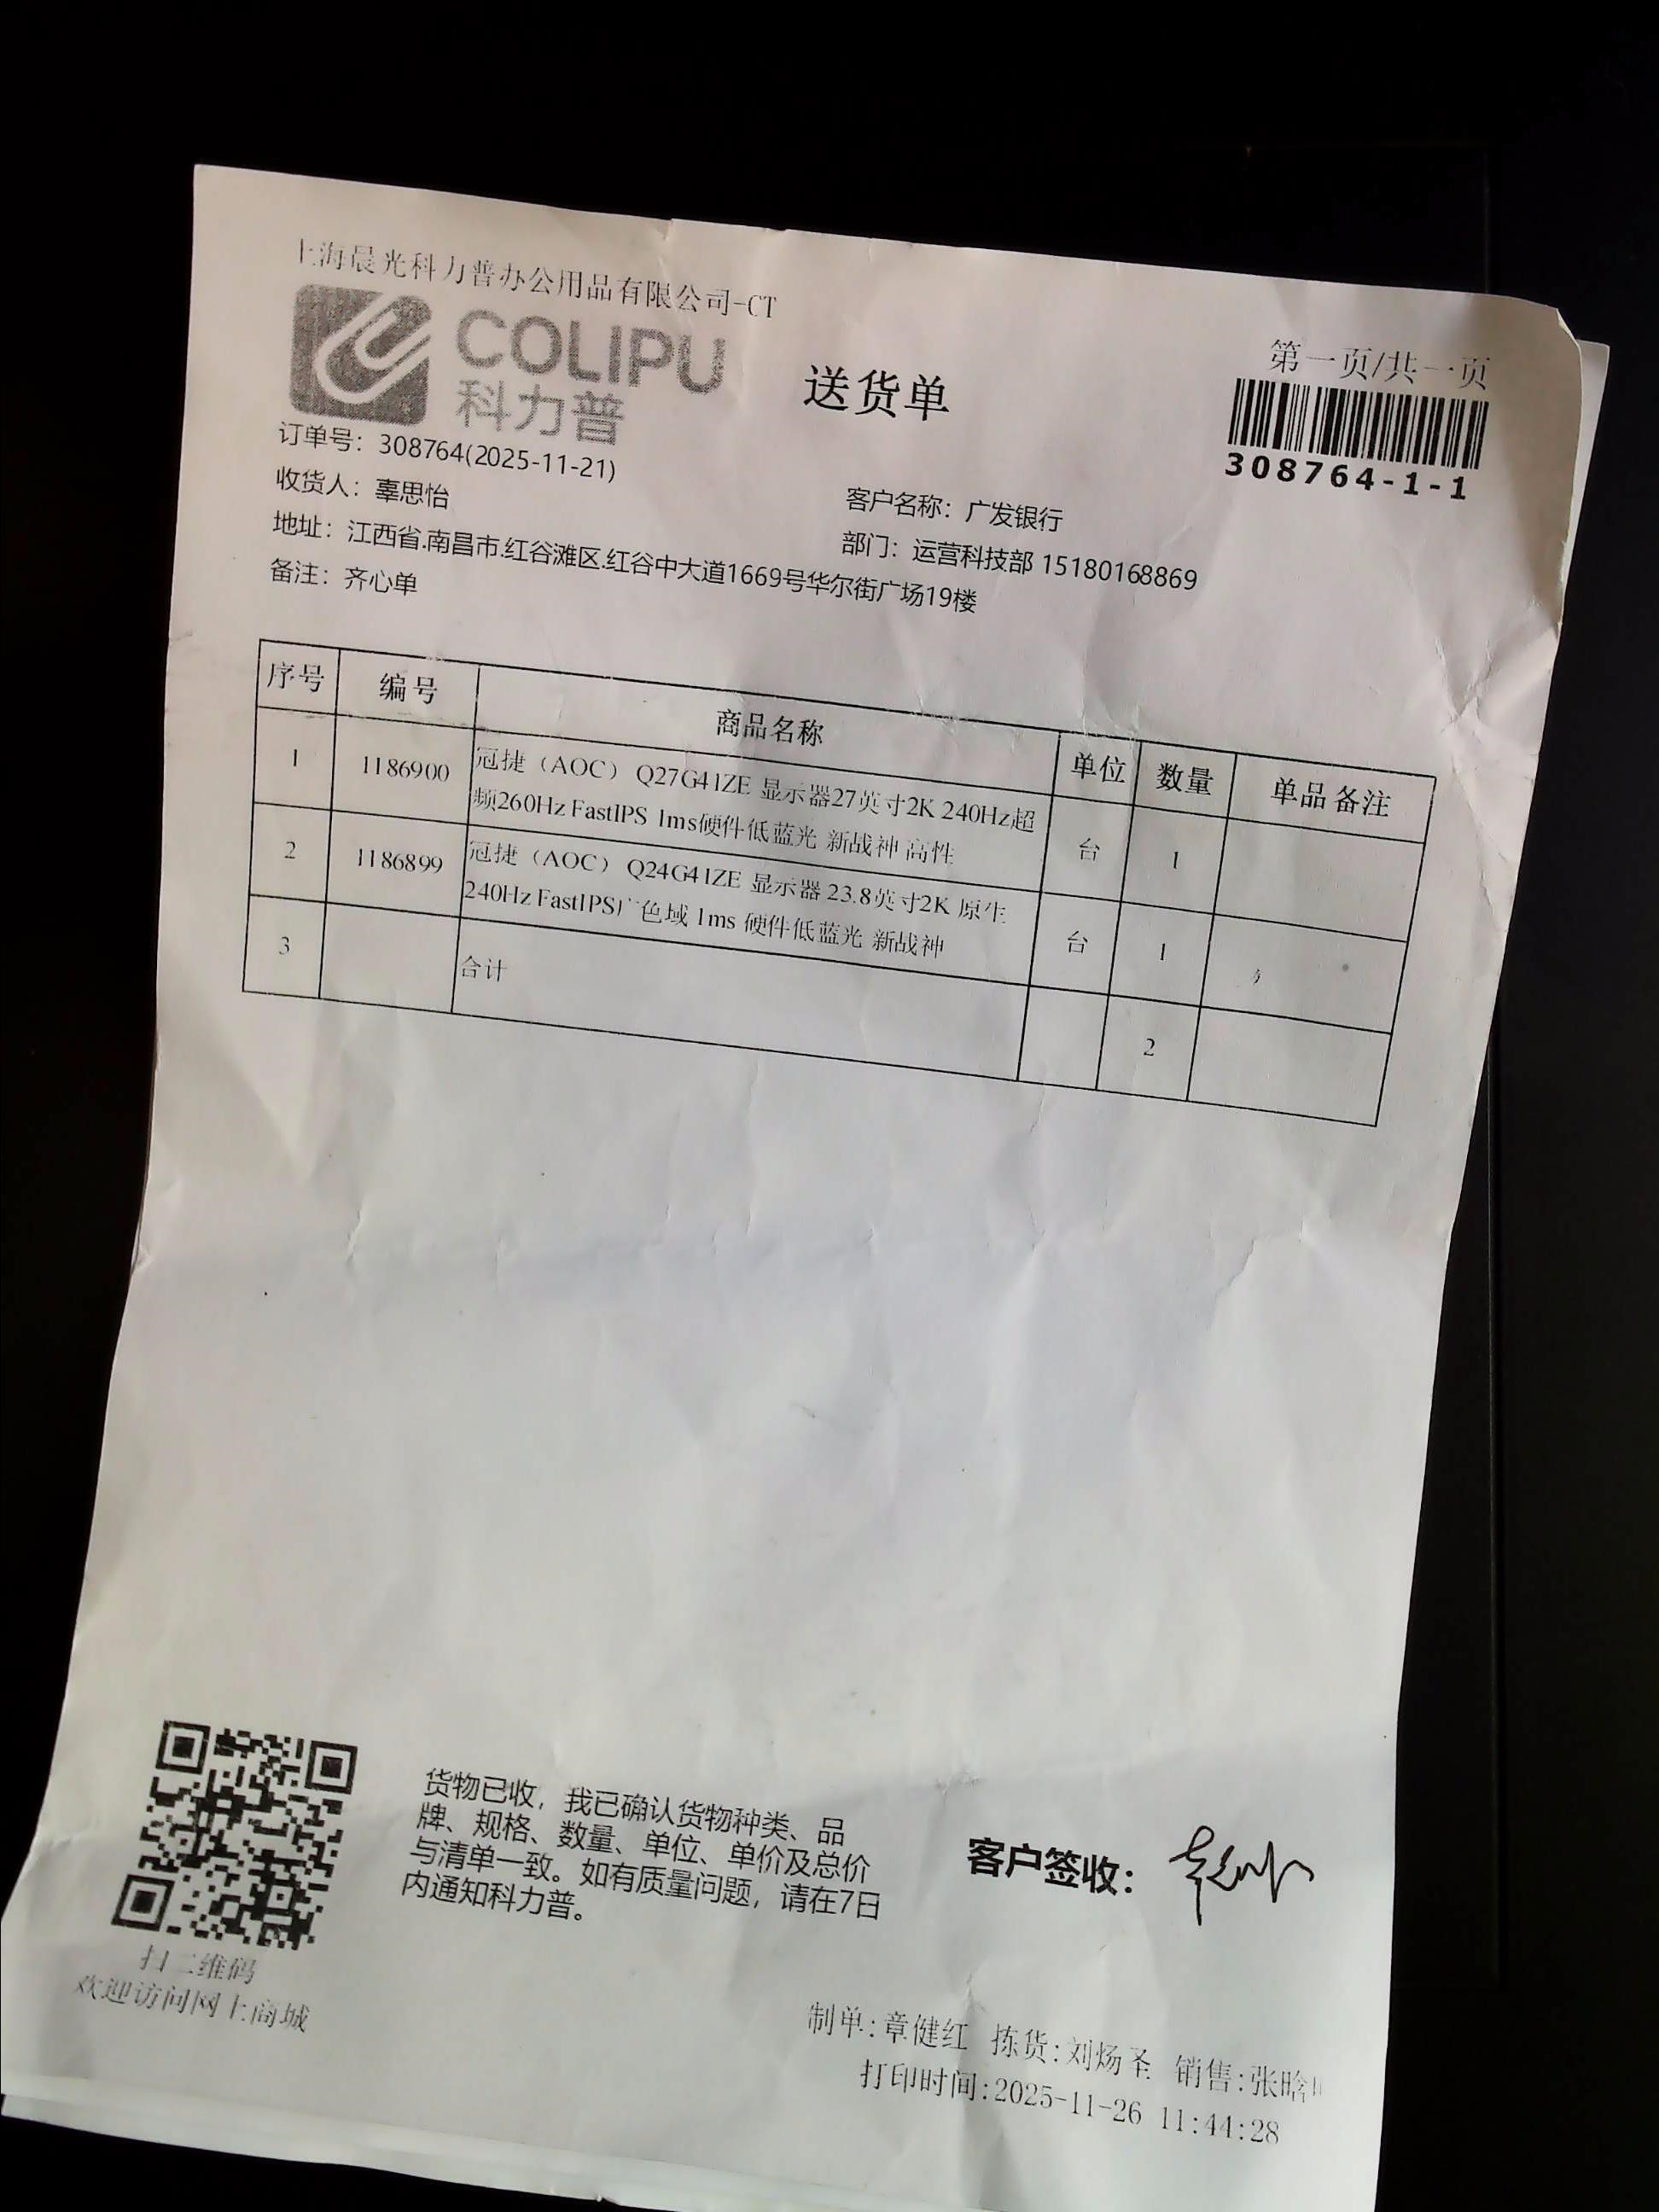 上海晨光科力普办公用品有限公司-CT
COLIPU
科力普
送货单
第一页/共一页
308764-1-1
订单号：308764(2025-11-21)
收货人：辜思怡
客户名称：广发银行
地址：江西省.南昌市.红谷滩区.红谷中大道1669号华尔街广场19楼
部门：运营科技部 15180168869
备注：齐心单
序号 编号 商品名称 单位 数量 单品备注
1 1186900 冠捷（AOC） Q27G41ZE 显示器27英寸2K 240Hz超
频260Hz FastIPS 1ms硬件低蓝光 新战神 高性 台 1
2 1186899 冠捷（AOC） Q24G41ZE 显示器 23.8英寸2K 原生
240Hz FastIPS广色域 1ms 硬件低蓝光 新战神 台 1
3 合计 2
货物已收，我已确认货物种类、品
牌、规格、数量、单位、单价及总价
与清单一致。如有质量问题，请在7日
内通知科力普。
客户签收：
扫二维码
欢迎访问网上商城
制单:章健红 拣货:刘炀圣 销售:张晗
打印时间:2025-11-26 11:44:28